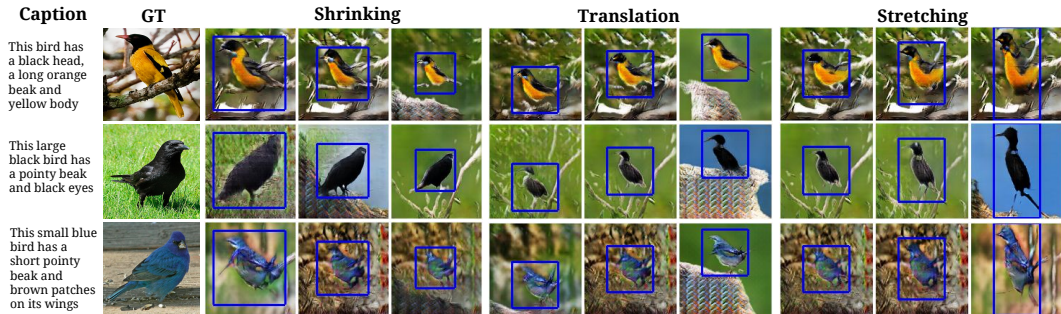 Caption GT Shrinking Translation Stretching
This bird has
a black head,
a long orange
beak and
yellow body
This large
black bird has
a pointy beak
and black eyes
This small blue
bird has a
short pointy
beak and
brown patches
on its wings